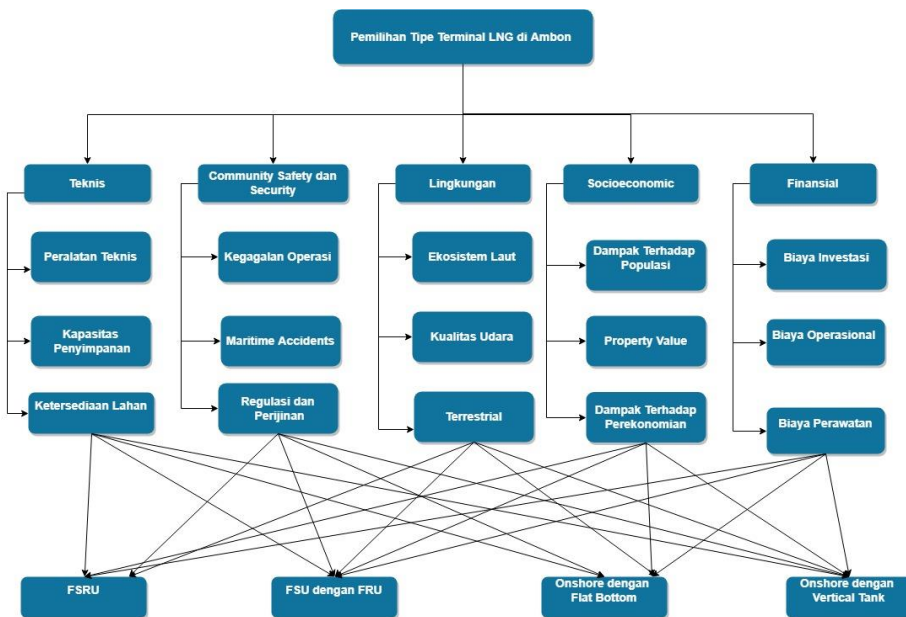 Pemilihan Tipe Terminal LNG di Ambon
Teknis
Community Safety dan
Security
Lingkungan
Socioeconomic
Finansial
Peralatan Teknis
Kegagalan Operasi
Ekosistem Laut
Dampak Terhadap
Populasi
Biaya Investasi
Kapasitas
Penyimpanan
Maritime Accidents
Kualitas Udara
Property Value
Biaya Operasional
Ketersediaan Lahan
Regulasi dan
Perijinan
Terrestrial
Dampak Terhadap
Perekonomian
Biaya Perawatan
FSRU
FSU dengan FRU
Onshore dengan
Flat Bottom
Onshore dengan
Vertical Tank